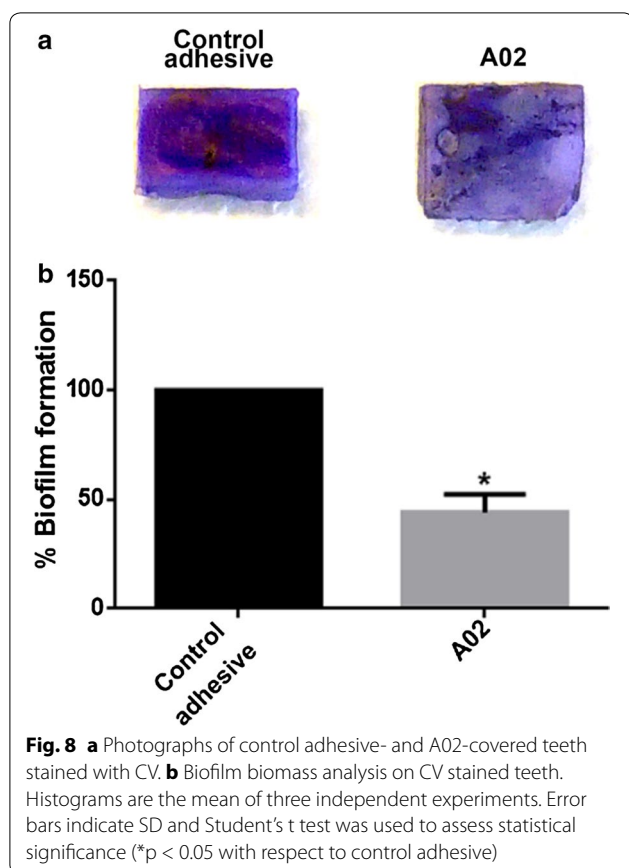 a
Control
adhesive
A02
b
150
100
50
0
% Biofilm formation
*
Control
adhesive
A02
Fig. 8 a Photographs of control adhesive- and A02-covered teeth
stained with CV. b Biofilm biomass analysis on CV stained teeth.
Histograms are the mean of three independent experiments. Error
bars indicate SD and Student’s t test was used to assess statistical
significance (*p < 0.05 with respect to control adhesive)